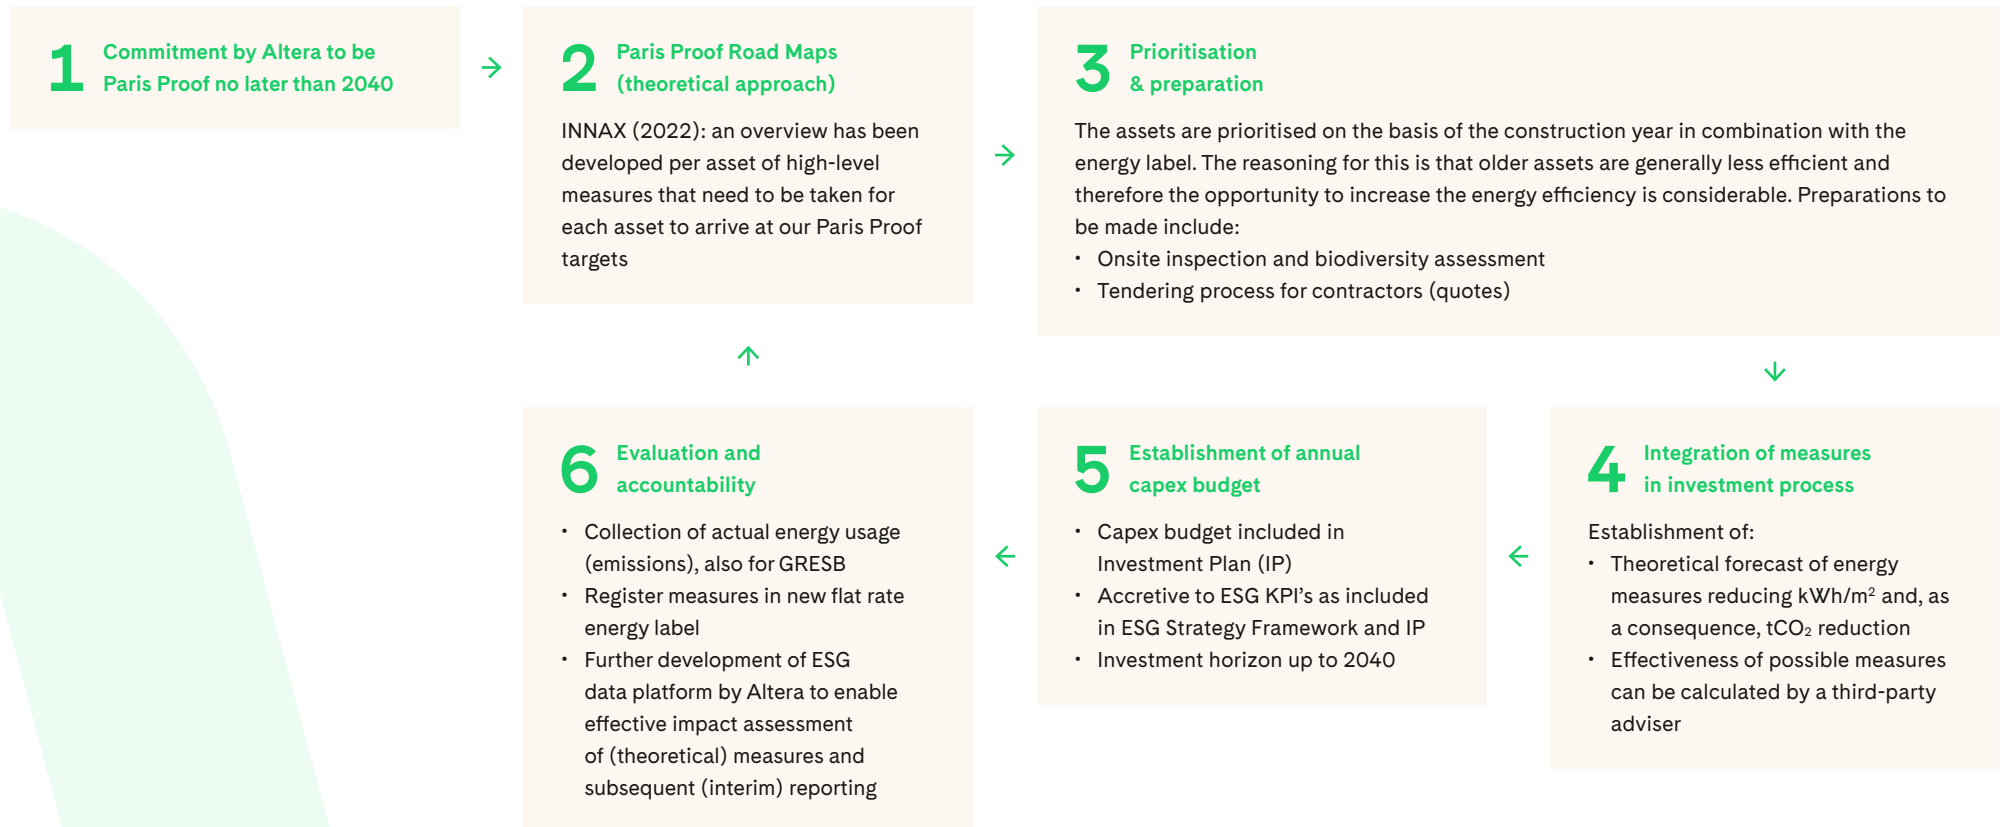 1 Commitment by Altera to be
Paris Proof no later than 2040
2 Paris Proof Road Maps
(theoretical approach)
INNAX (2022): an overview has been
developed per asset of high-level
measures that need to be taken for
each asset to arrive at our Paris Proof
targets
3 Prioritisation
& preparation
The assets are prioritised on the basis of the construction year in combination with the
energy label. The reasoning for this is that older assets are generally less efficient and
therefore the opportunity to increase the energy efficiency is considerable. Preparations to
be made include:
• Onsite inspection and biodiversity assessment
• Tendering process for contractors (quotes)
4 Integration of measures
in investment process
Establishment of:
• Theoretical forecast of energy
measures reducing kWh/m² and, as
a consequence, tCO₂ reduction
• Effectiveness of possible measures
can be calculated by a third-party
adviser
5 Establishment of annual
capex budget
• Capex budget included in
Investment Plan (IP)
• Accretive to ESG KPI’s as included
in ESG Strategy Framework and IP
• Investment horizon up to 2040
6 Evaluation and
accountability
• Collection of actual energy usage
(emissions), also for GRESB
• Register measures in new flat rate
energy label
• Further development of ESG
data platform by Altera to enable
effective impact assessment
of (theoretical) measures and
subsequent (interim) reporting